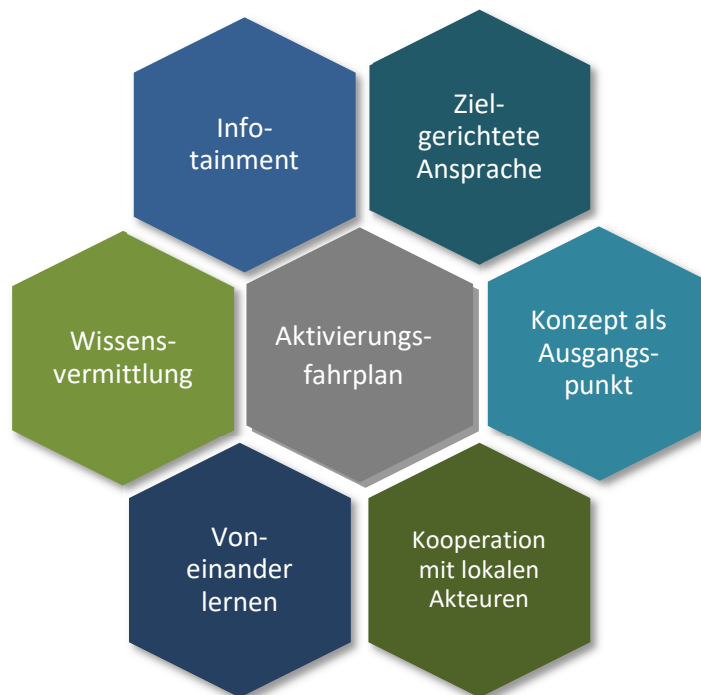 Info-
tainment
Ziel-
gerichtete
Ansprache
Wissens-
vermittlung
Aktivierungs-
fahrplan
Konzept als
Ausgangs-
punkt
Von-
einander
lernen
Kooperation
mit lokalen
Akteuren